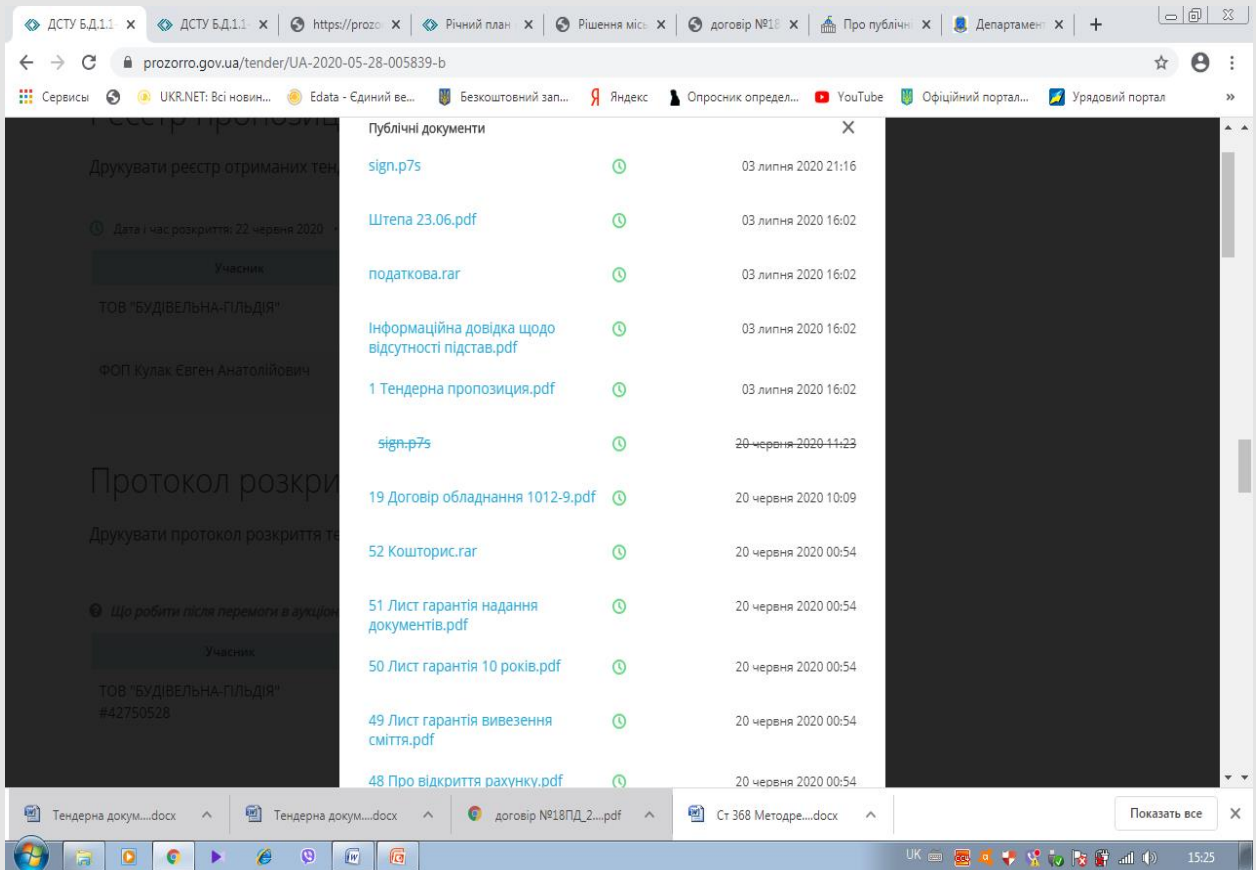 ДСТУ Б.Д.1.1-
ДСТУ Б.Д.1.1-
https://prozo
Річний план
Рішення місь
договір №18
Про публічн
Департамен
prozorro.gov.ua/tender/UA-2020-05-28-005839-b
Сервисы
UKR.NET: Всі новин...
Edata - Єдиний ве...
Безкоштовний зап...
Яндекс
Опросник определ...
YouTube
Офіційний портал...
Урядовий портал
»
Публічні документи
Друкувати реєстр отриманих тен
Дата і час розкриття: 22 червня 2020
Учасник
ТОВ "БУДІВЕЛЬНА-ГІЛЬДІЯ"
ФОП Кулак Євген Анатолійович
Протокол розкри
Друкувати протокол розкриття те
Що робити після перемоги в аукціон
Учасник
ТОВ "БУДІВЕЛЬНА-ГІЛЬДІЯ"
#42750528
sign.p7s 03 липня 2020 21:16
Штепа 23.06.pdf 03 липня 2020 16:02
податкова.rar 03 липня 2020 16:02
Інформаційна довідка щодо 03 липня 2020 16:02
відсутності підстав.pdf
1 Тендерна пропозиция.pdf 03 липня 2020 16:02
sign.p7s 20 червня 2020 11:23
19 Договір обладнання 1012-9.pdf 20 червня 2020 10:09
52 Кошторис.rar 20 червня 2020 00:54
51 Лист гарантія надання 20 червня 2020 00:54
документів.pdf
50 Лист гарантія 10 років.pdf 20 червня 2020 00:54
49 Лист гарантія вивезення 20 червня 2020 00:54
сміття.pdf
48 Про відкриття рахунку.pdf 20 червня 2020 00:54
Тендерна докум....docx
Тендерна докум....docx
договір №18ПД_2....pdf
Ст 368 Методре....docx
Показать все
UK
15:25